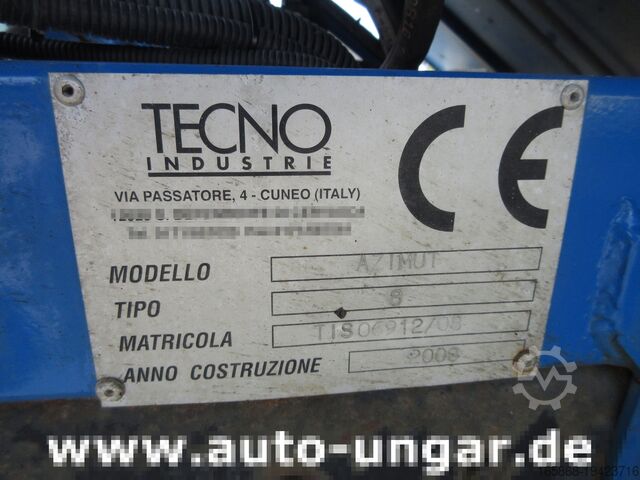 TECNO
INDUSTRIE
CE
VIA PASSATORE, 4 - CUNEO (ITALY)
MODELLO AZIMUT
TIPO S
MATRICOLA TIS06912/08
ANNO COSTRUZIONE 2008
www.auto-ungar.de